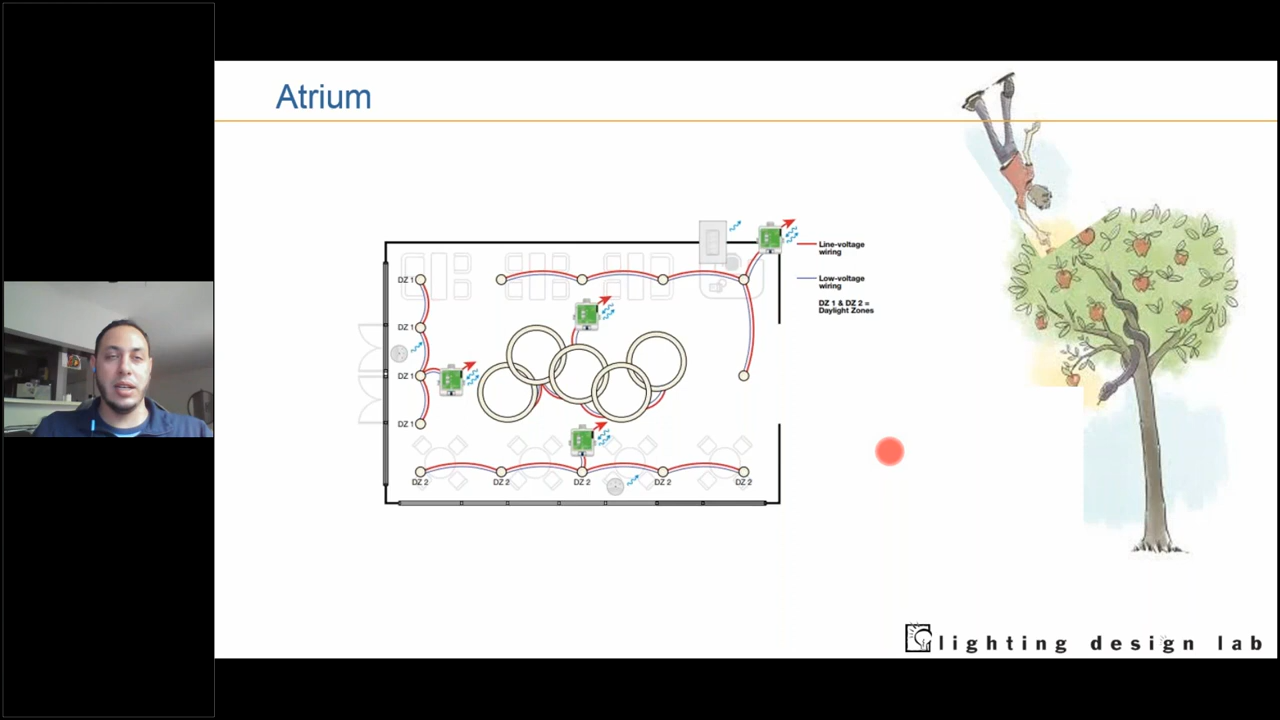 Atrium
Line-voltage
wiring
Low-voltage
wiring
DZ 1 & DZ 2 =
Daylight Zones
DZ 1
DZ 1
DZ 1
DZ 1
DZ 2 DZ 2 DZ 2 DZ 2 DZ 2
lighting design lab